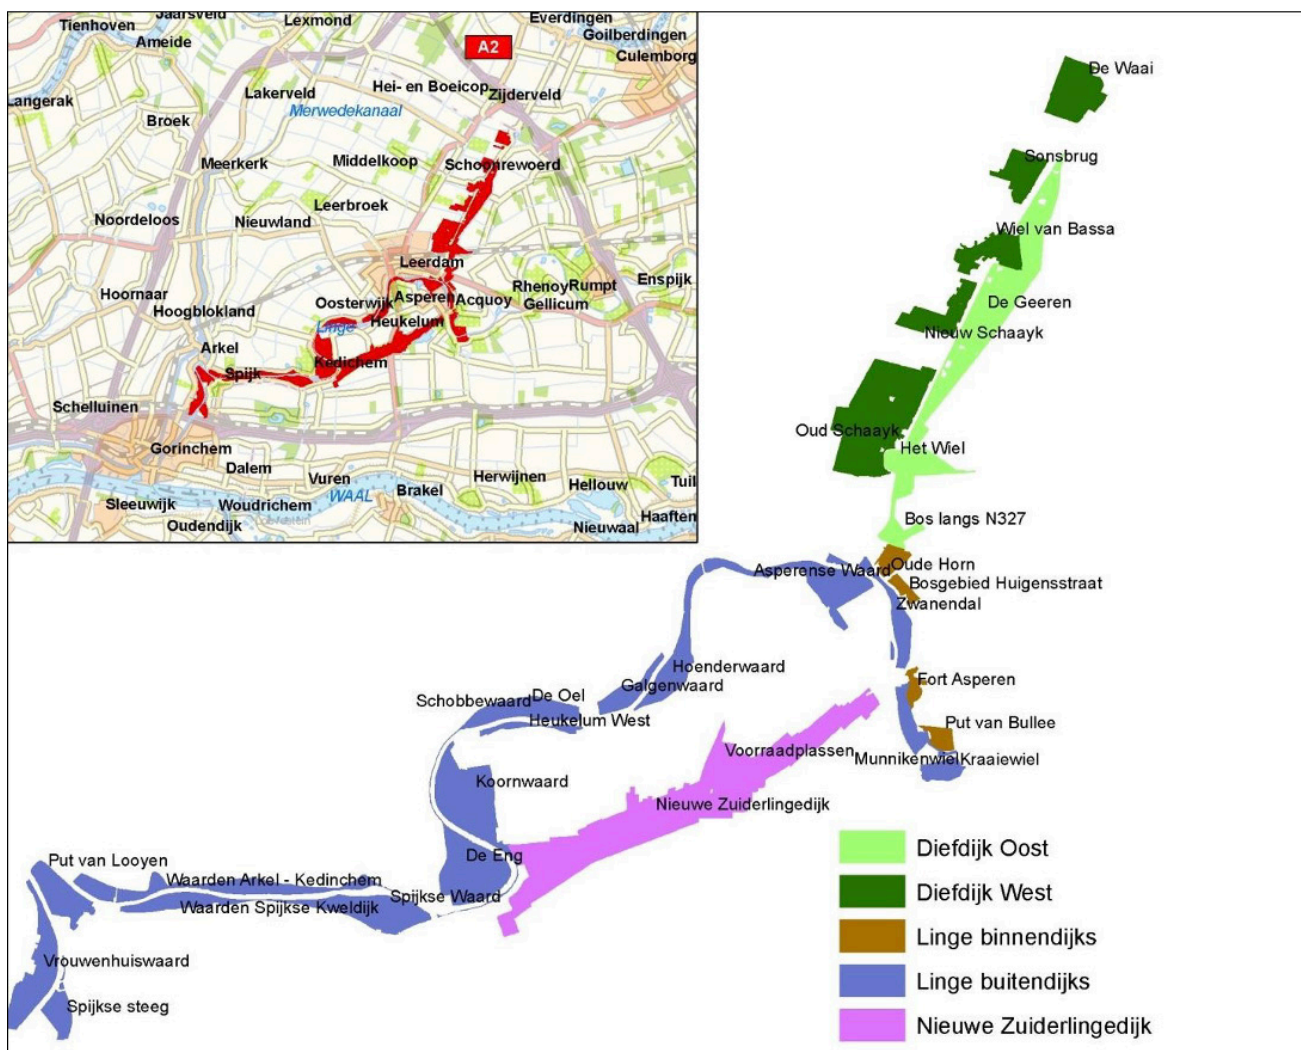 Jaarsveld
Lexmond
Everdingen
Tienhoven
Goilberdingen
Ameide
A2
Culemborg
Hei- en Boeicop
Lakerveld
Zijderveld
Langerak
Merwedekanaal
Broek
Meerkerk
Middelkoop
Schoonrewoerd
Leerbroek
Noordeloos
Nieuwland
Leerdam
Enspijk
Rhenoy Rumpt
Hoornaar
Oosterwijk
Asperen
Acquoy
Gellicum
Hoogblokland
Linge
Heukelum
Arkel
Kedichem
Spijk
Schelluinen
Gorinchem
Dalem
Vuren
Herwijnen
Brakel
Hellouw
Tuil
WAAL
Sleeuwijk
Woudrichem
Haaften
Oudendijk
Nieuwaal
De Waai
Sonsbrug
Wiel van Bassa
De Geeren
Nieuw Schaayk
Oud Schaayk
Het Wiel
Bos langs N327
Oude Horn
Asperense Waard
Bosgebied Huigensstraat
Zwanendal
Hoenderwaard
Fort Asperen
Galgenwaard
De Oel
Schobbewaard
Heukelum West
Put van Bullee
Voorraadplassen
Munnikenwiel
Kraaiewiel
Koornwaard
Nieuwe Zuiderlingedijk
De Eng
Put van Looyen
Waarden Arkel - Kedinchem
Spijkse Waard
Waarden Spijkse Kweldijk
Vrouwenhuiswaard
Spijkse steeg
Diefdijk Oost
Diefdijk West
Linge binnendijks
Linge buitendijks
Nieuwe Zuiderlingedijk